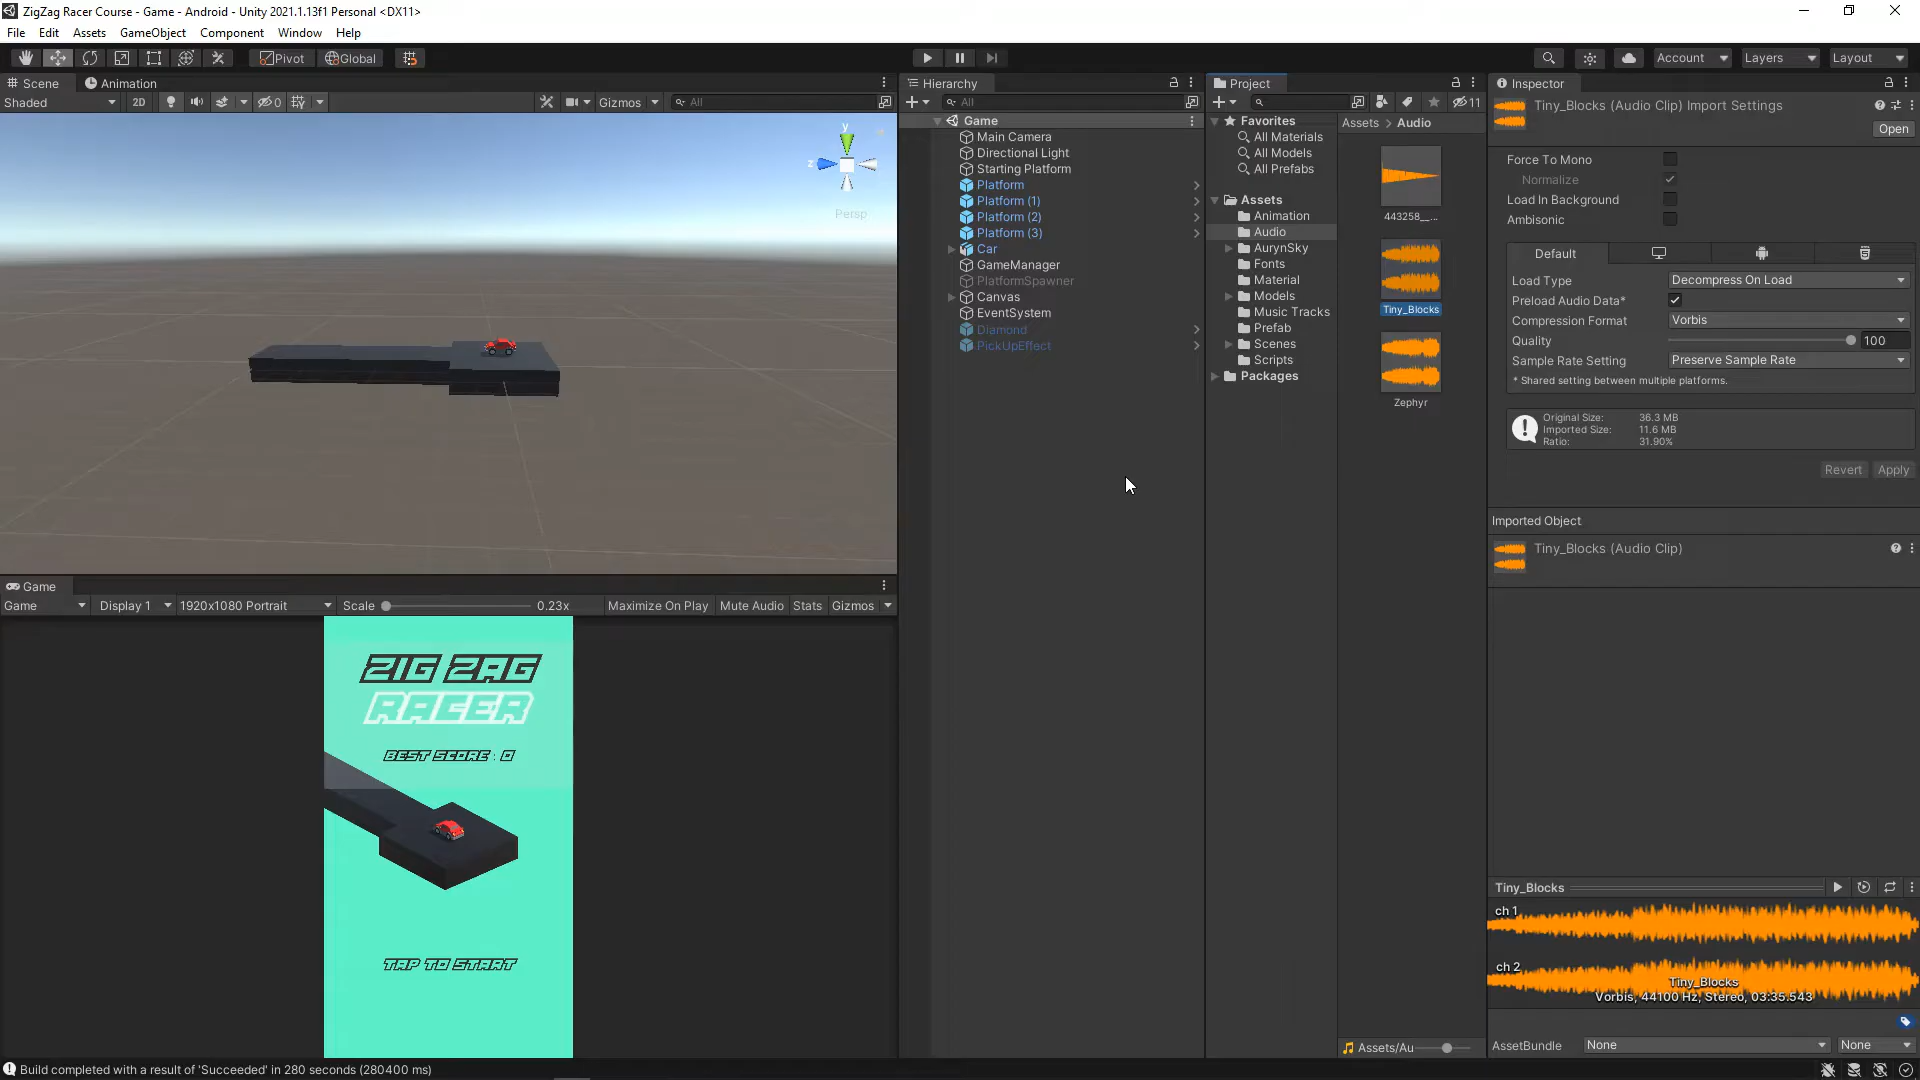 ZigZag Racer Course - Game - Android - Unity 2021.1.13f1 Personal <DX11>
File Edit Assets GameObject Component Window Help
Pivot Global Account Layers Layout
Scene Animation
Shaded 2D 0 Gizmos All
y
z
Persp
Game
Game Display 1 1920x1080 Portrait Scale 0.23x Maximize On Play Mute Audio Stats Gizmos
ZIG ZAG
RACER
BEST SCORE : 0
TAP TO START
Hierarchy
All
Game
Main Camera
Directional Light
Starting Platform
Platform
Platform (1)
Platform (2)
Platform (3)
Car
GameManager
PlatformSpawner
Canvas
EventSystem
Diamond
PickUpEffect
Project
11
Favorites
All Materials
All Models
All Prefabs
Assets
Animation
Audio
AurynSky
Fonts
Material
Models
Music Tracks
Prefab
Scenes
Scripts
Packages
Assets > Audio
443258__...
Tiny_Blocks
Zephyr
Assets/Au
Inspector
Tiny_Blocks (Audio Clip) Import Settings
Open
Force To Mono
Normalize
Load In Background
Ambisonic
Default
Load Type Decompress On Load
Preload Audio Data*
Compression Format Vorbis
Quality 100
Sample Rate Setting Preserve Sample Rate
* Shared setting between multiple platforms.
Original Size: 36.3 MB
Imported Size: 11.6 MB
Ratio: 31.90%
Revert Apply
Imported Object
Tiny_Blocks (Audio Clip)
Tiny_Blocks
ch 1
ch 2
Tiny_Blocks
Vorbis, 44100 Hz, Stereo, 03:35.543
AssetBundle None None
Build completed with a result of 'Succeeded' in 280 seconds (280400 ms)